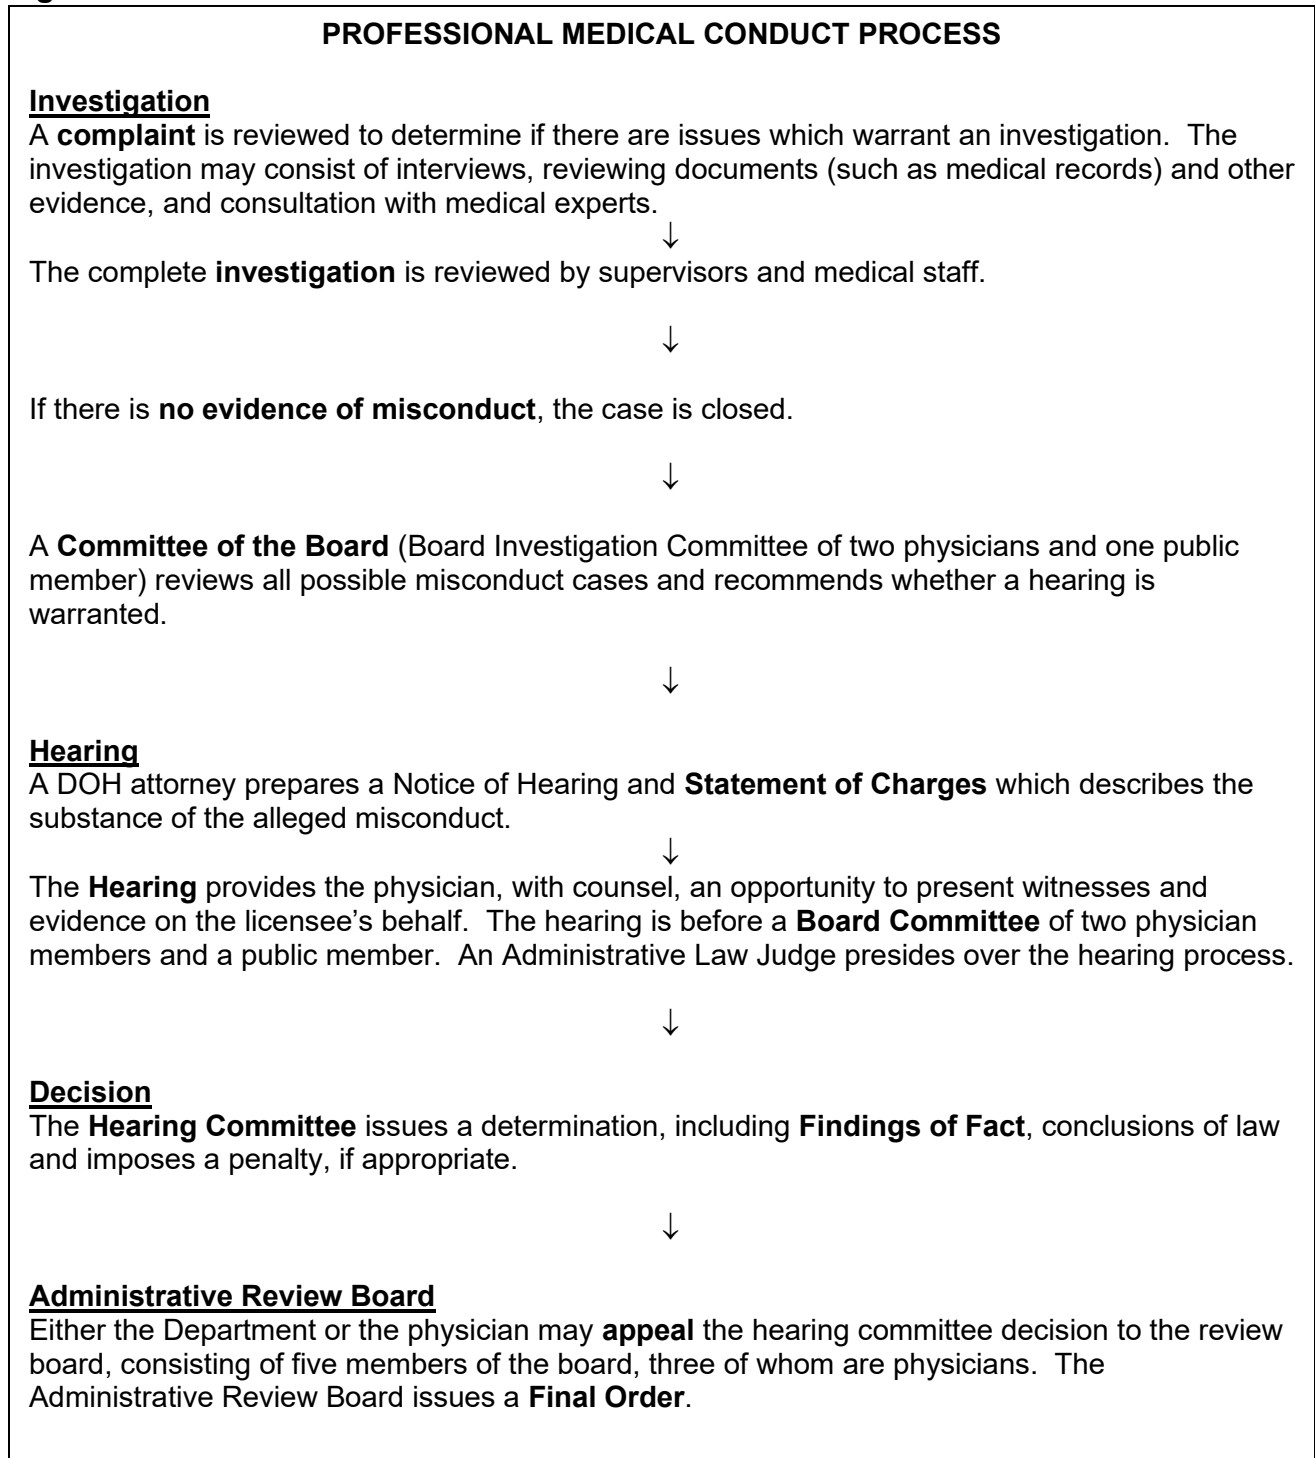 PROFESSIONAL MEDICAL CONDUCT PROCESS
Investigation
A complaint is reviewed to determine if there are issues which warrant an investigation.  The
investigation may consist of interviews, reviewing documents (such as medical records) and other
evidence, and consultation with medical experts.
↓
The complete investigation is reviewed by supervisors and medical staff.
↓
If there is no evidence of misconduct, the case is closed.
↓
A Committee of the Board (Board Investigation Committee of two physicians and one public
member) reviews all possible misconduct cases and recommends whether a hearing is
warranted.
↓
Hearing
A DOH attorney prepares a Notice of Hearing and Statement of Charges which describes the
substance of the alleged misconduct.
↓
The Hearing provides the physician, with counsel, an opportunity to present witnesses and
evidence on the licensee’s behalf.  The hearing is before a Board Committee of two physician
members and a public member.  An Administrative Law Judge presides over the hearing process.
↓
Decision
The Hearing Committee issues a determination, including Findings of Fact, conclusions of law
and imposes a penalty, if appropriate.
↓
Administrative Review Board
Either the Department or the physician may appeal the hearing committee decision to the review
board, consisting of five members of the board, three of whom are physicians.  The
Administrative Review Board issues a Final Order.